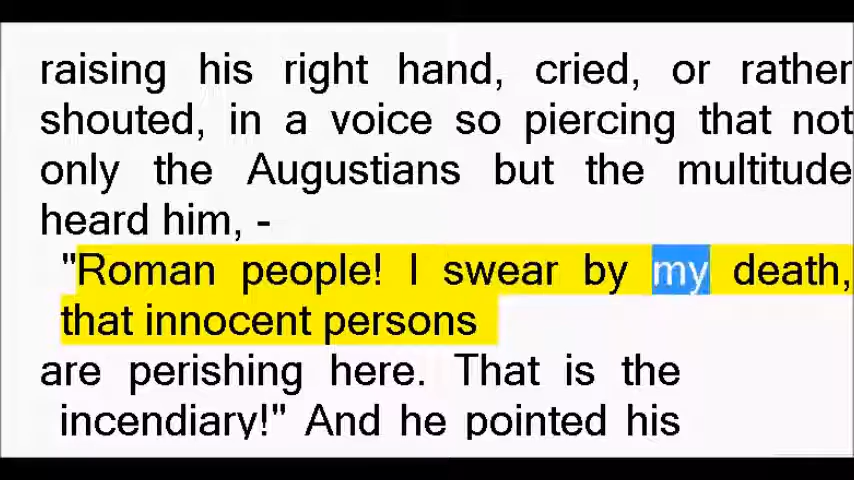 raising his right hand, cried, or rather
shouted, in a voice so piercing that not
only the Augustians but the multitude
heard him, -
"Roman people! I swear by my death,
that innocent persons
are perishing here. That is the
incendiary!" And he pointed his